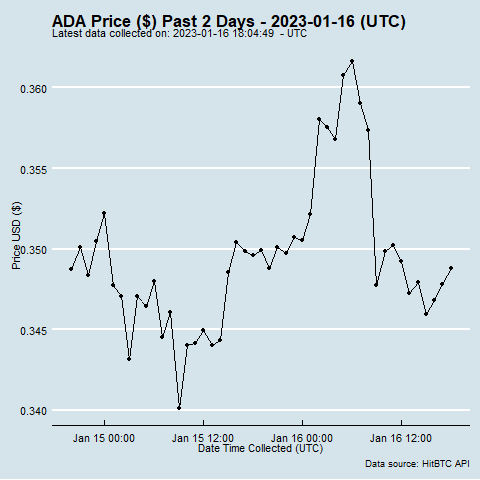 ADA Price ($) Past 2 Days - 2023-01-16 (UTC)
Latest data collected on: 2023-01-16 18:04:49 - UTC
0.360
0.355
0.350
0.345
0.340
Price USD ($)
Jan 15 00:00 Jan 15 12:00 Jan 16 00:00 Jan 16 12:00
Date Time Collected (UTC)
Data source: HitBTC API